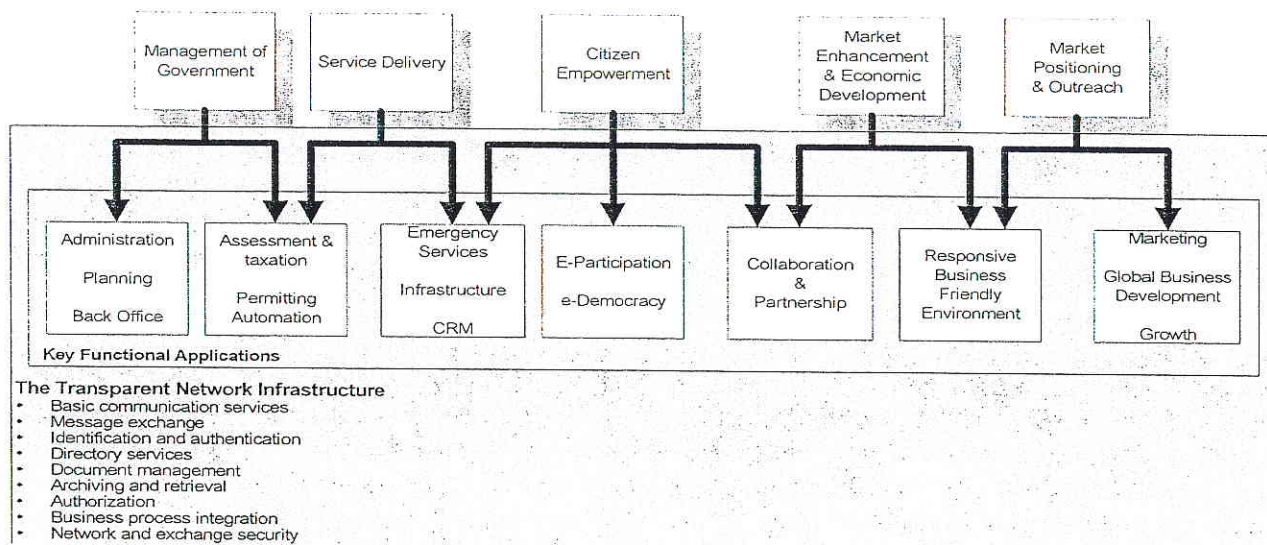 Management of
Government
Service Delivery
Citizen
Empowerment
Market
Enhancement
& Economic
Development
Market
Positioning
& Outreach
Administration
Planning
Back Office
Assessment &
taxation
Permitting
Automation
Emergency
Services
Infrastructure
CRM
E-Participation
e-Democracy
Collaboration
&
Partnership
Responsive
Business
Friendly
Environment
Marketing
Global Business
Development
Growth
Key Functional Applications
The Transparent Network Infrastructure
• Basic communication services
• Message exchange
• Identification and authentication
• Directory services
• Document management
• Archiving and retrieval
• Authorization
• Business process integration
• Network and exchange security